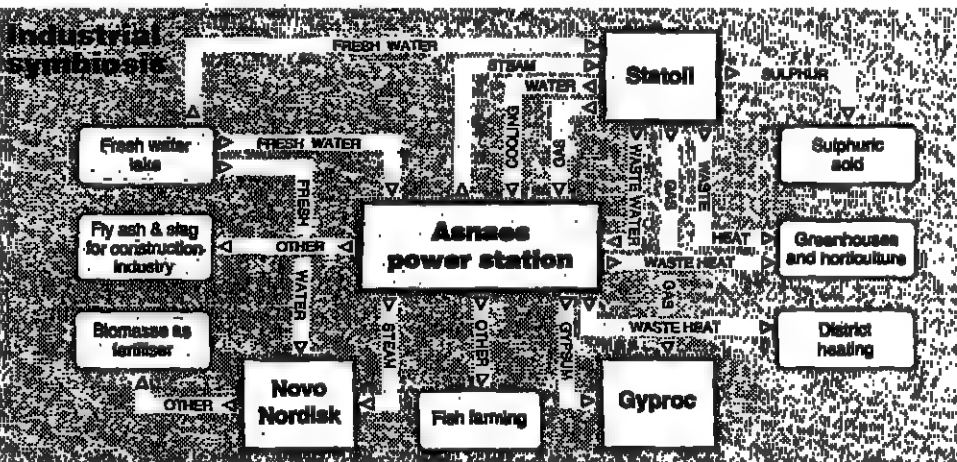 Industrial
symbiosis
FRESH WATER
STEAM
WATER
COOLING
GAS
Statoil
SULPHUR
Fresh water
lake
FRESH WATER
FRESH
WATER
WASTE WATER
GAS
WASTE
HEAT
Sulphuric
acid
Fly ash & slag
for construction
industry
OTHER
Asnaes
power station
WASTE HEAT
Greenhouses
and horticulture
Biomasse as
fertiliser
STEAM
OTHER
GYPSUM
GAS
WASTE HEAT
District
heating
OTHER
Novo
Nordisk
Fish farming
Gyproc